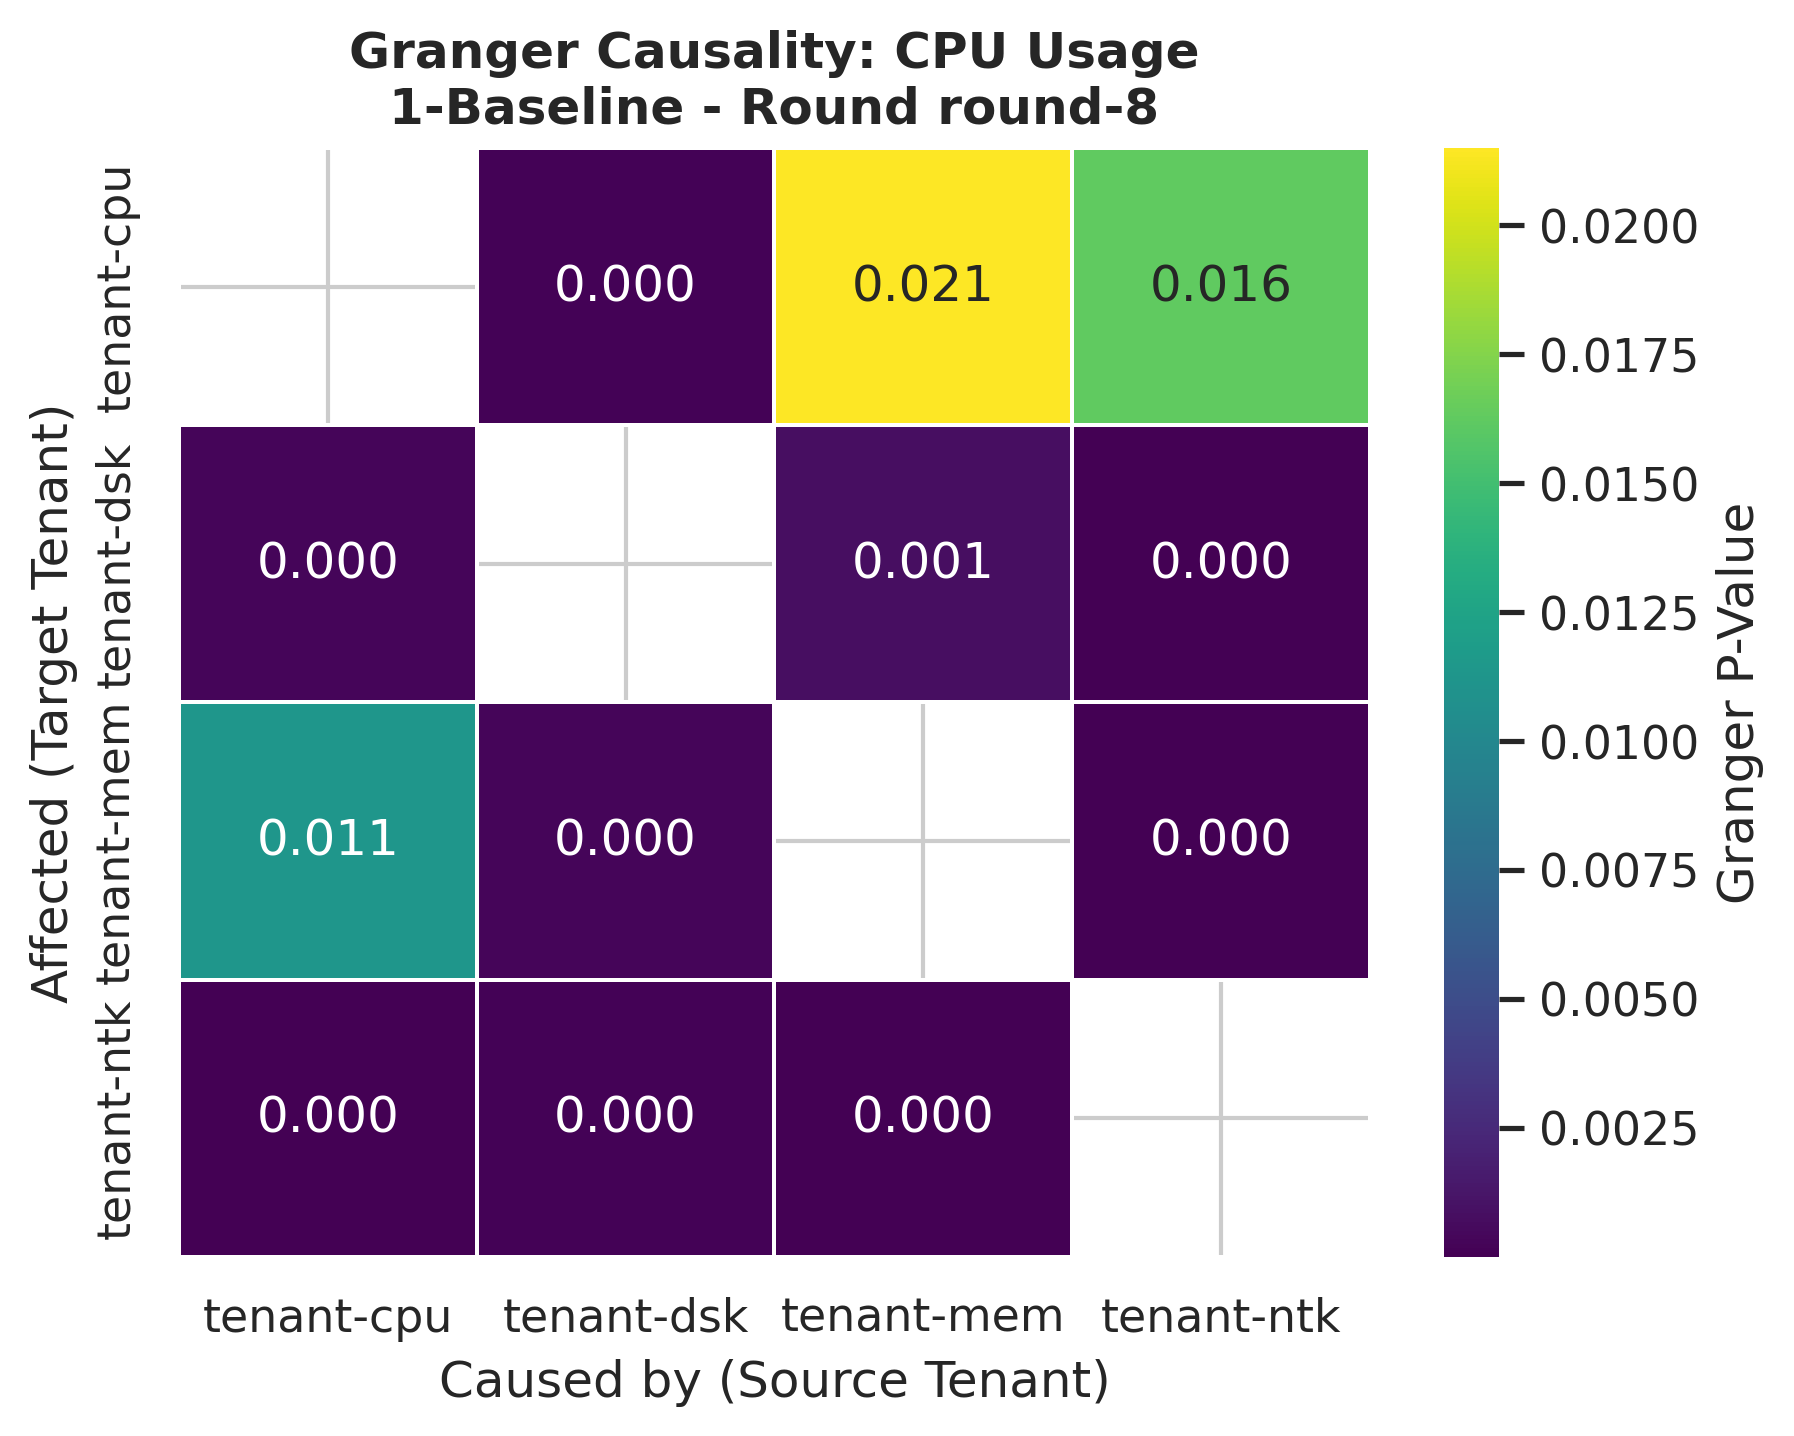 Granger Causality: CPU Usage
1-Baseline - Round round-8
Affected (Target Tenant)
tenant-cpu
tenant-dsk
tenant-mem
tenant-ntk
0.000 0.021 0.016
0.000 0.001 0.000
0.011 0.000 0.000
0.000 0.000 0.000
tenant-cpu tenant-dsk tenant-mem tenant-ntk
Caused by (Source Tenant)
0.0200
0.0175
0.0150
0.0125
0.0100
0.0075
0.0050
0.0025
Granger P-Value